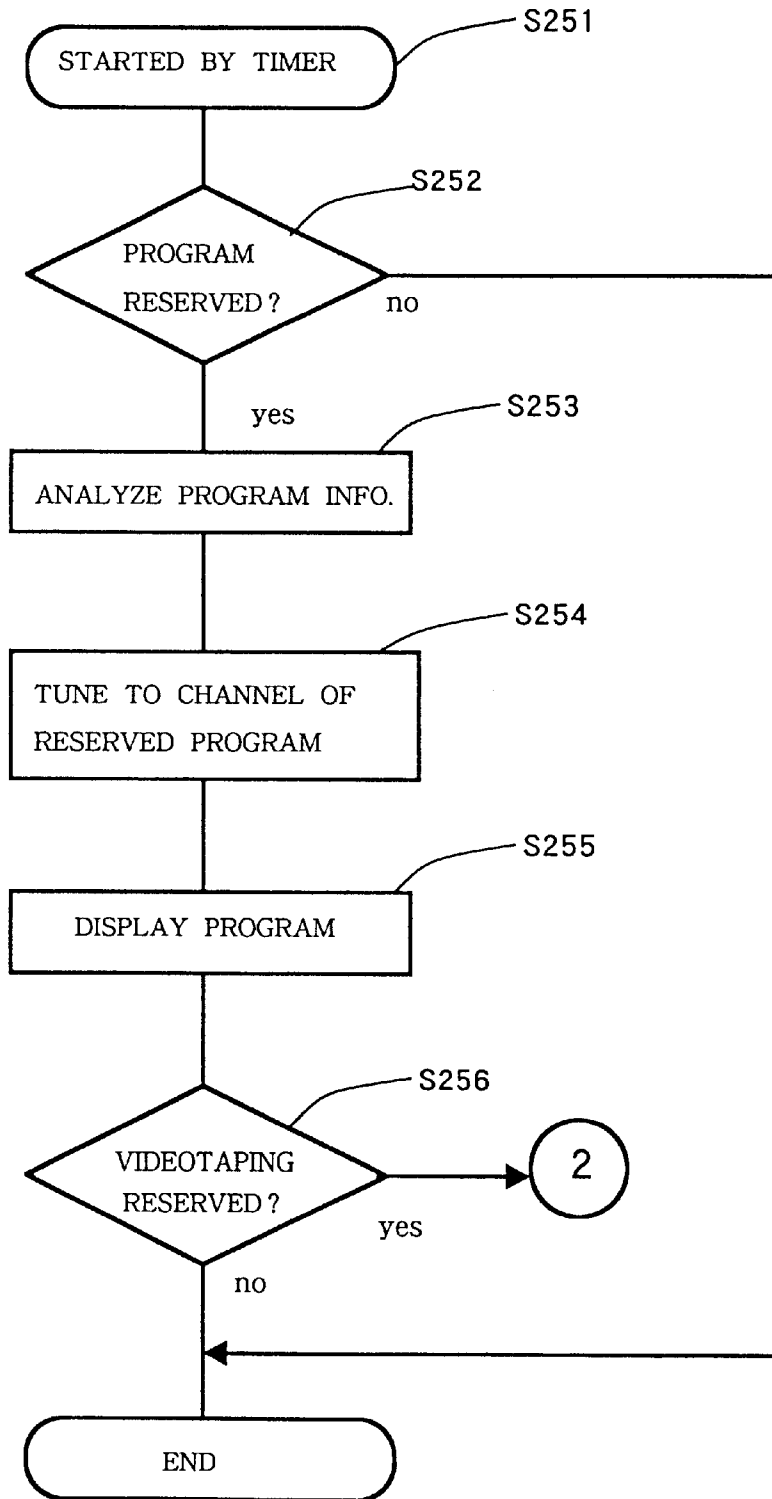 S251
STARTED BY TIMER
S252
PROGRAM
RESERVED?
no
yes
S253
ANALYZE PROGRAM INFO.
S254
TUNE TO CHANNEL OF
RESERVED PROGRAM
S255
DISPLAY PROGRAM
S256
VIDEOTAPING
RESERVED?
2
yes
no
END